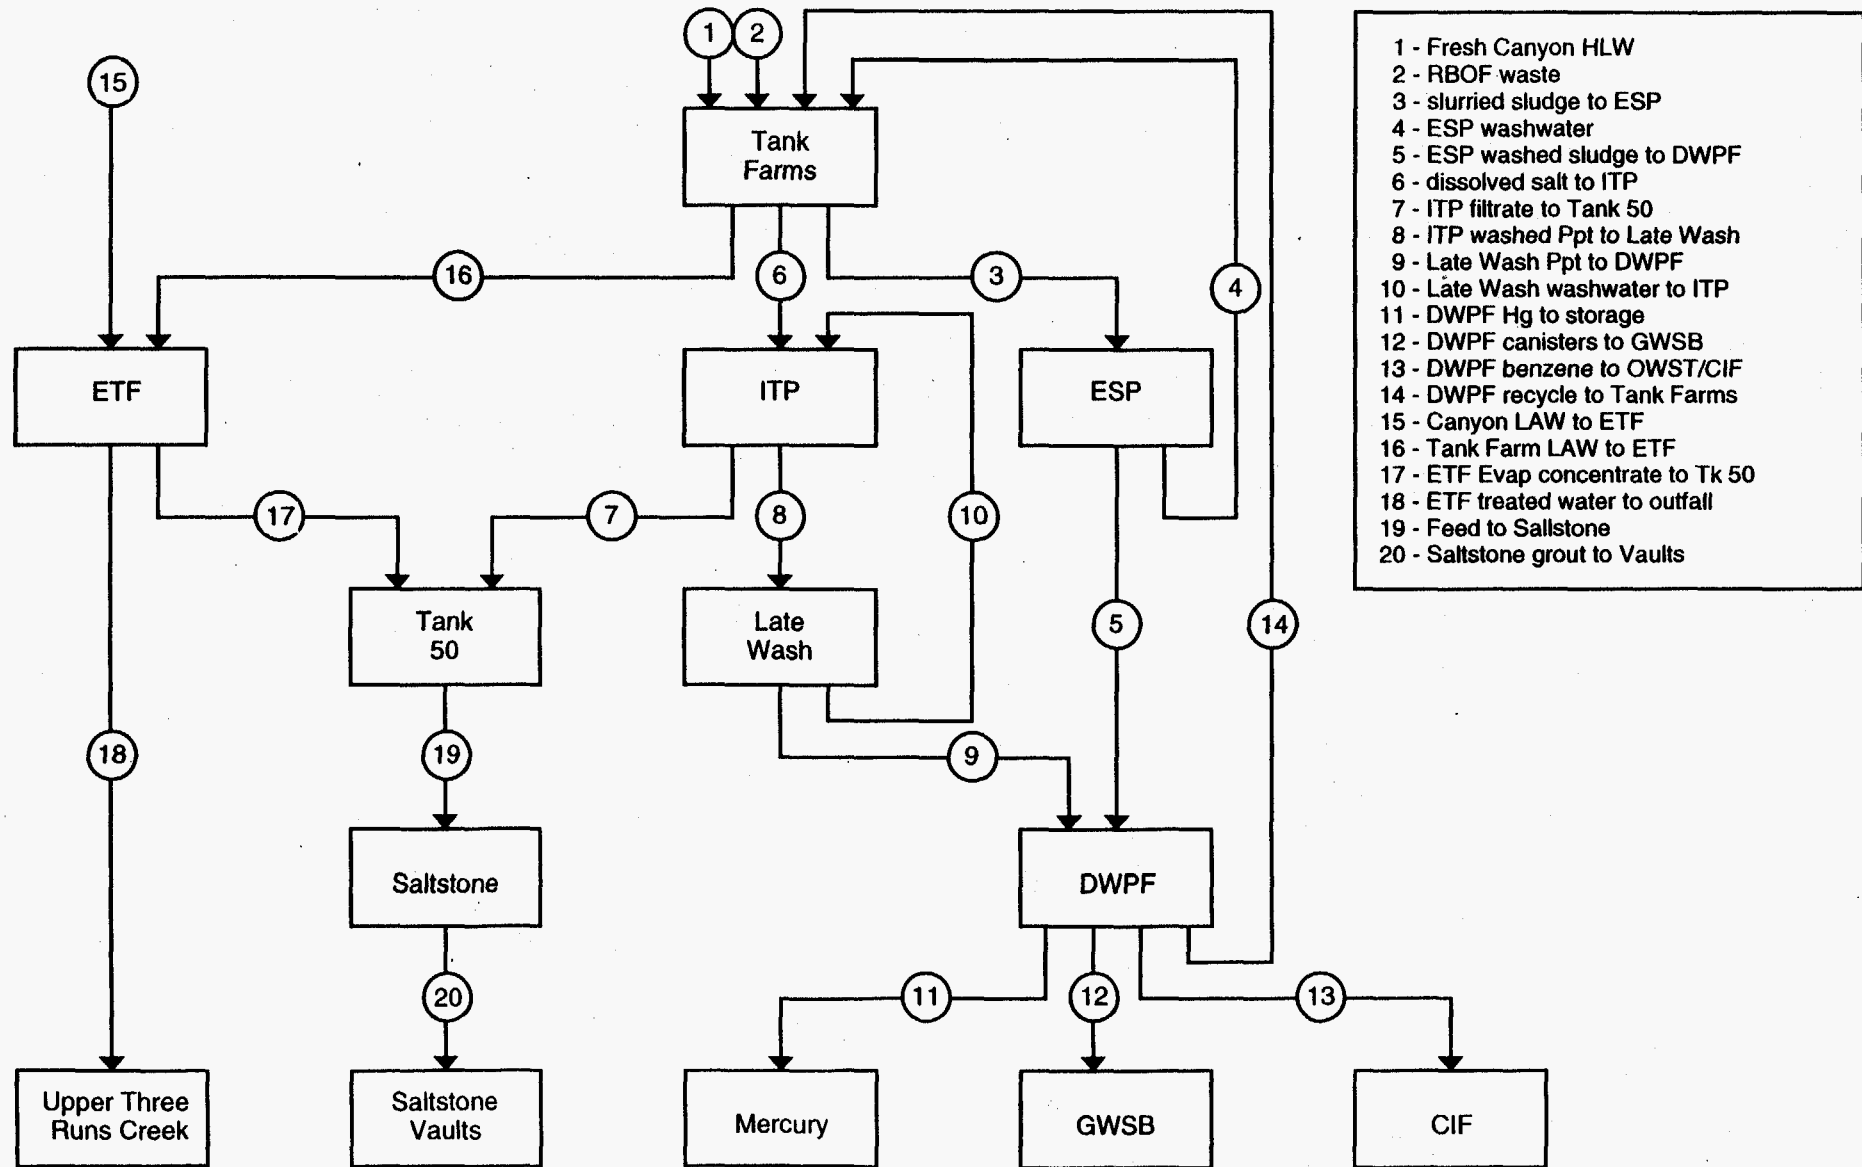 1
2
15
Tank
Farms
16
6
3
4
ETF
ITP
ESP
17
7
8
10
Tank
50
Late
Wash
5
14
18
19
9
Saltstone
DWPF
20
11
12
13
Upper Three
Runs Creek
Saltstone
Vaults
Mercury
GWSB
CIF
1 - Fresh Canyon HLW
2 - RBOF waste
3 - slurried sludge to ESP
4 - ESP washwater
5 - ESP washed sludge to DWPF
6 - dissolved salt to ITP
7 - ITP filtrate to Tank 50
8 - ITP washed Ppt to Late Wash
9 - Late Wash Ppt to DWPF
10 - Late Wash washwater to ITP
11 - DWPF Hg to storage
12 - DWPF canisters to GWSB
13 - DWPF benzene to OWST/CIF
14 - DWPF recycle to Tank Farms
15 - Canyon LAW to ETF
16 - Tank Farm LAW to ETF
17 - ETF Evap concentrate to Tk 50
18 - ETF treated water to outfall
19 - Feed to Sallstone
20 - Saltstone grout to Vaults